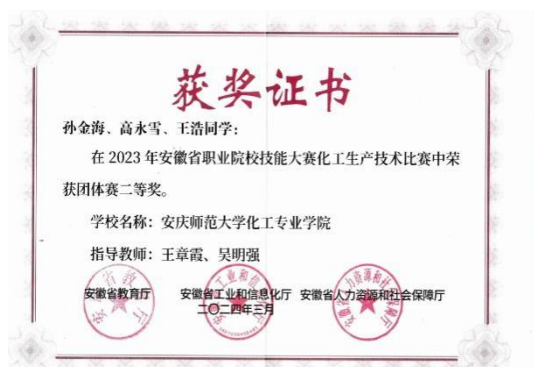 获奖证书
孙金海、高永雪、王浩同学：
在 2023 年安徽省职业院校技能大赛化工生产技术比赛中荣
获团体赛二等奖。
学校名称：安庆师范大学化工专业学院
指导教师：王章霞、吴明强
安徽省教育厅 安徽省工业和信息化厅 安徽省人力资源和社会保障厅
二〇二四年三月